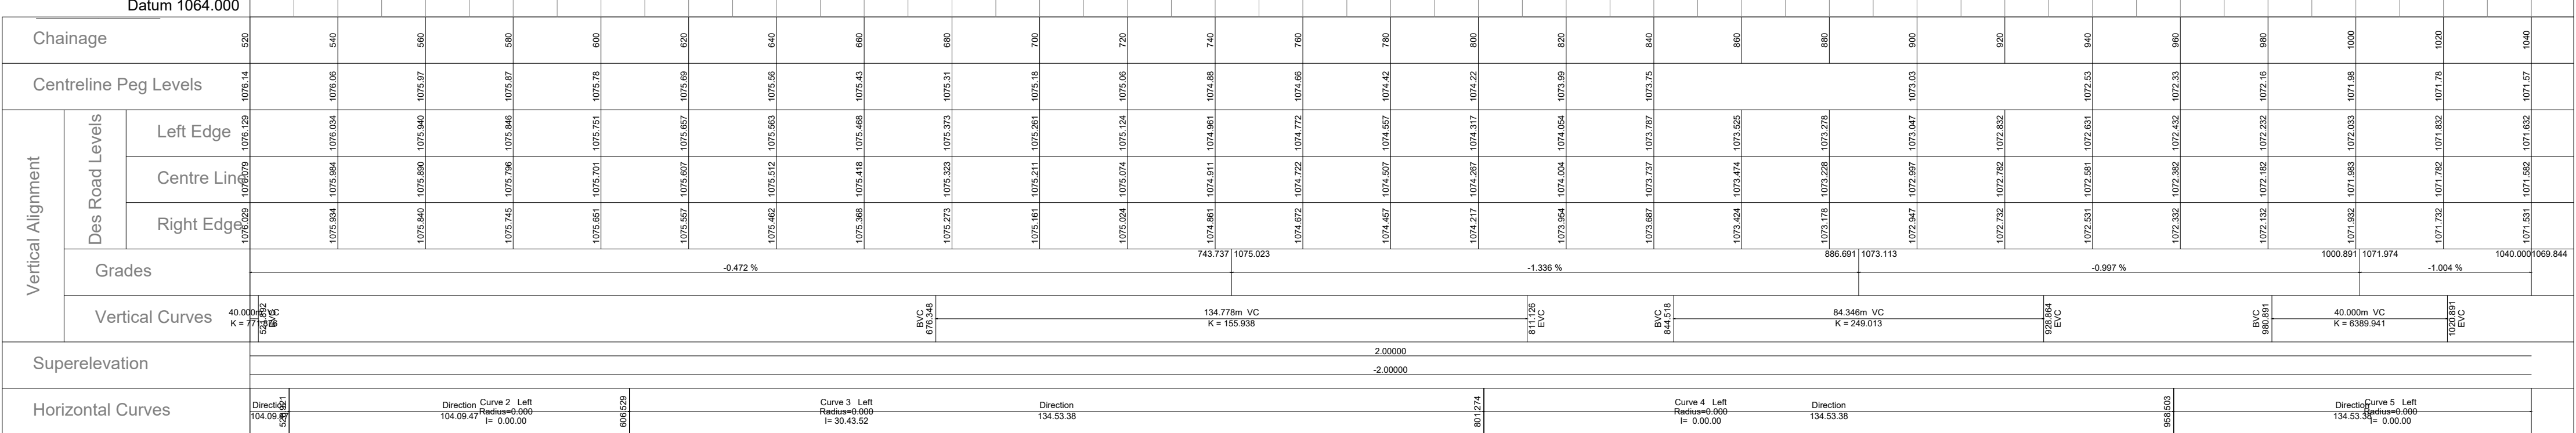 Datum 1064.000
Chainage 520 540 560 580 600 620 640 660 680 700 720 740 760 780 800 820 840 860 880 900 920 940 960 980 1000 1020 1040
Centreline Peg Levels 1076.14 1076.06 1075.97 1075.87 1075.78 1075.69 1075.56 1075.43 1075.31 1075.18 1075.06 1074.88 1074.66 1074.42 1074.22 1073.99 1073.75 1073.03 1072.53 1072.33 1072.16 1071.98 1071.78 1071.57
Vertical Alignment
Des Road Levels
Left Edge 1076.129 1076.034 1075.940 1075.846 1075.751 1075.657 1075.563 1075.468 1075.373 1075.261 1075.124 1074.961 1074.772 1074.557 1074.317 1074.054 1073.787 1073.525 1073.278 1073.047 1072.832 1072.631 1072.432 1072.232 1072.033 1071.832 1071.632
Centre Line 1076.079 1075.984 1075.890 1075.796 1075.701 1075.607 1075.512 1075.418 1075.323 1075.211 1075.074 1074.911 1074.722 1074.507 1074.267 1074.004 1073.737 1073.474 1073.228 1072.997 1072.782 1072.581 1072.382 1072.182 1071.983 1071.782 1071.582
Right Edge 1076.029 1075.934 1075.840 1075.745 1075.651 1075.557 1075.462 1075.368 1075.273 1075.161 1075.024 1074.861 1074.672 1074.457 1074.217 1073.954 1073.687 1073.424 1073.178 1072.947 1072.732 1072.531 1072.332 1072.132 1071.932 1071.732 1071.531
743.737 1075.023 886.691 1073.113 1000.891 1071.974 1040.000 1069.844
Grades -0.472 % -1.336 % -0.997 % -1.004 %
Vertical Curves
40.000m VC
BVC 676.348
134.778m VC
K = 155.938
811.126 EVC
BVC 844.518
84.346m VC
K = 249.013
928.864 EVC
BVC 980.891
40.000m VC
K = 6389.941
1020.891 EVC
Superelevation
2.00000
-2.00000
Horizontal Curves
Direction
Direction
104.09.47
Curve 2 Left
Radius=0.000
I= 0.00.00
606.529
Curve 3 Left
Radius=0.000
I= 30.43.52
Direction
134.53.38
801.274
Curve 4 Left
Radius=0.000
I= 0.00.00
Direction
134.53.38
958.503
Direction
134.53.38
Curve 5 Left
Radius=0.000
I= 0.00.00